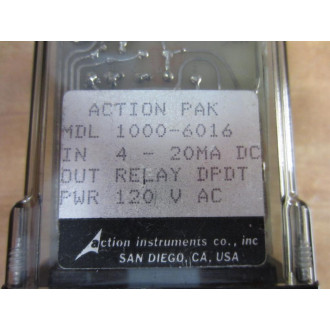 ACTION PAK
MDL 1000-6016
IN 4 - 20MA DC
OUT RELAY DPDT
PWR 120 V AC
action instruments co., inc
SAN DIEGO, CA, USA